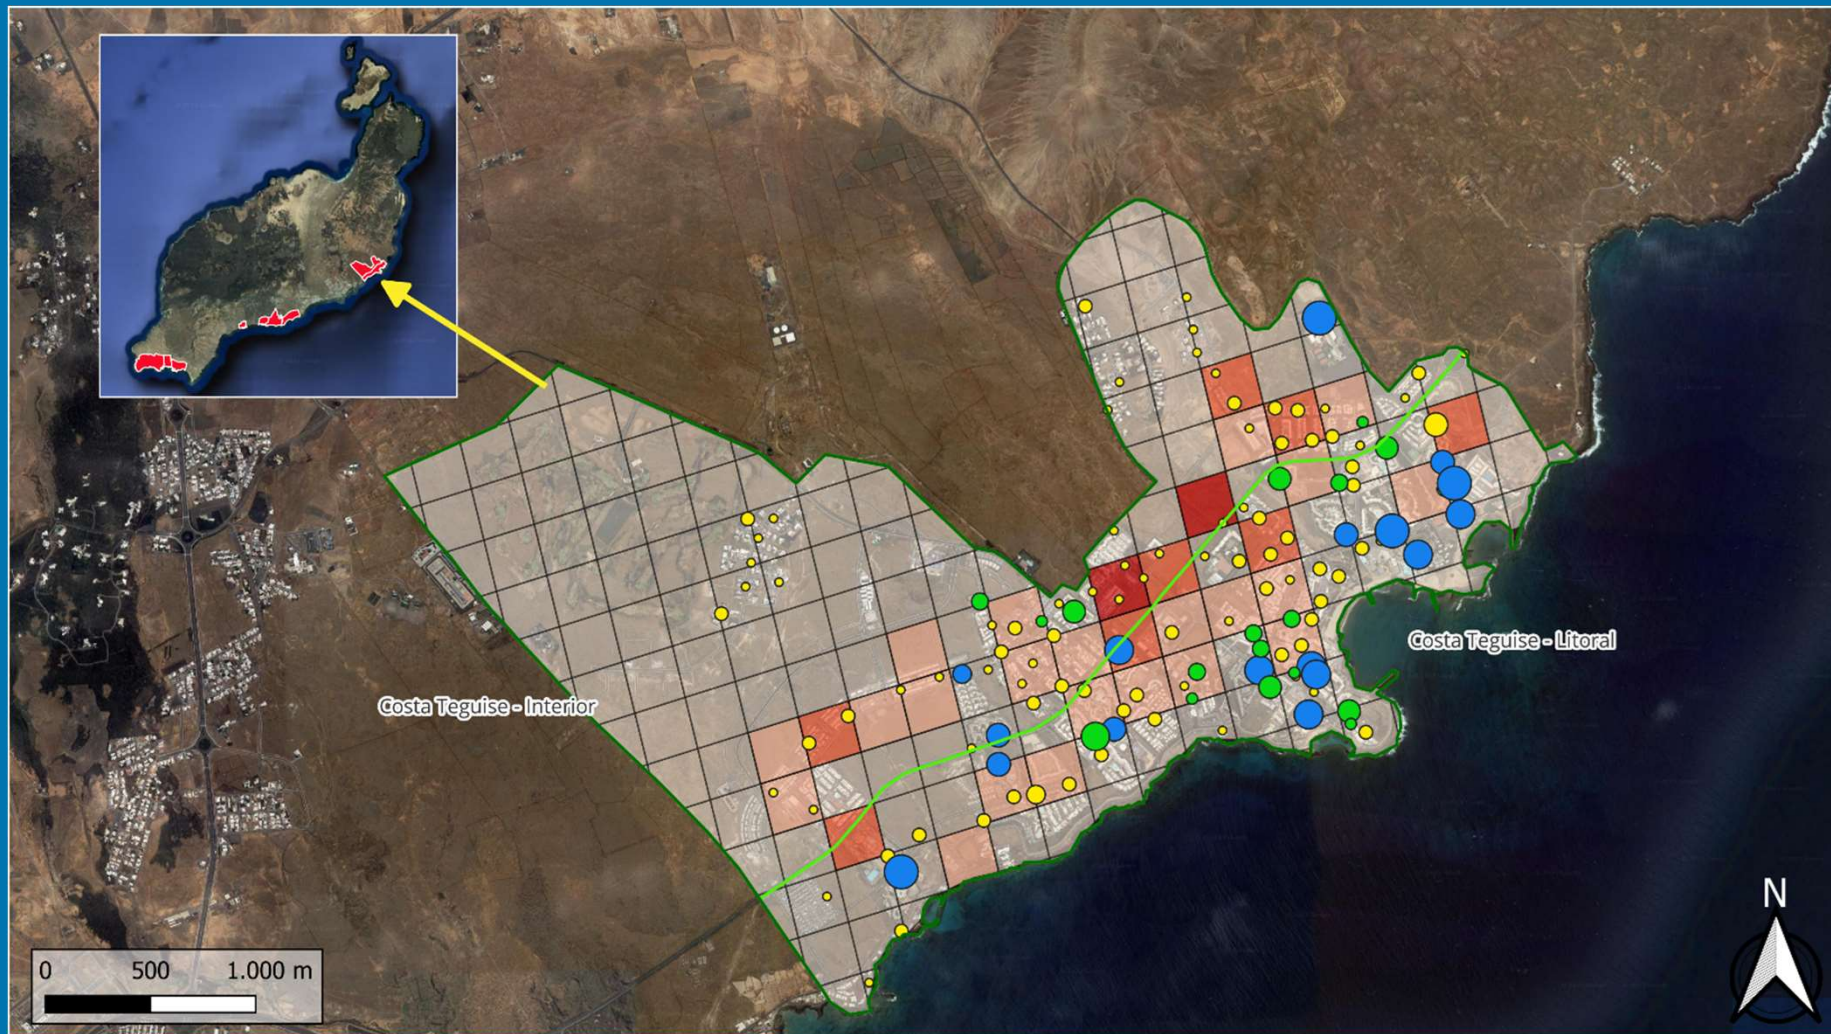 Costa Teguise - Litoral
Costa Teguise - Interior
N
0 500 1.000 m